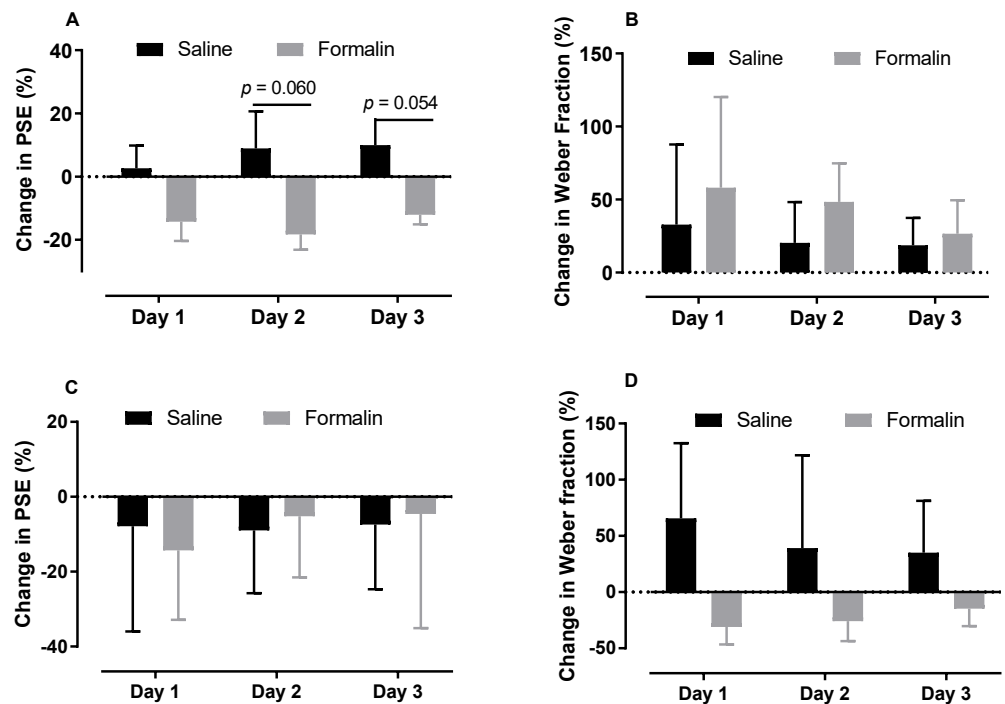 A
Saline Formalin
Change in PSE (%)
40
20
0
-20
p = 0.060
p = 0.054
Day 1 Day 2 Day 3
B
Saline Formalin
Change in Weber Fraction (%)
150
100
50
0
Day 1 Day 2 Day 3
C
Saline Formalin
Change in PSE (%)
20
0
-20
-40
Day 1 Day 2 Day 3
D
Saline Formalin
Change in Weber fraction (%)
150
100
50
0
-50
Day 1 Day 2 Day 3